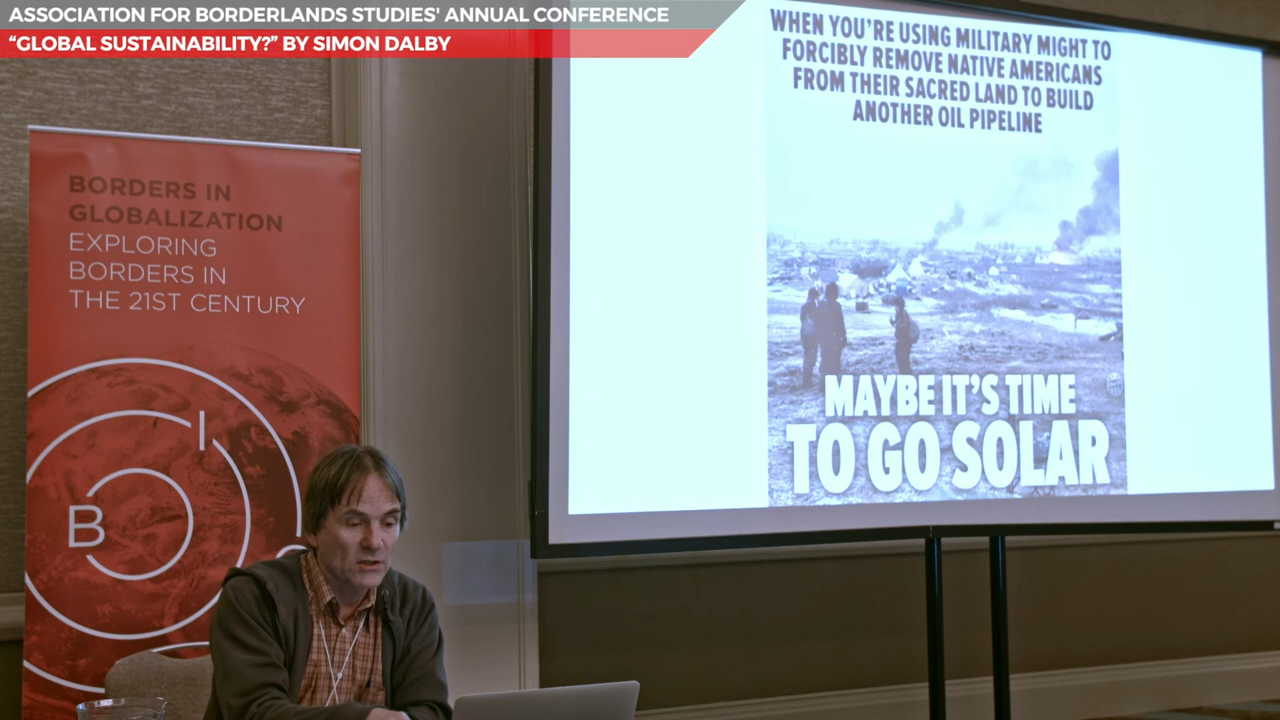 ASSOCIATION FOR BORDERLANDS STUDIES' ANNUAL CONFERENCE
“GLOBAL SUSTAINABILITY?” BY SIMON DALBY
BORDERS IN
GLOBALIZATION
EXPLORING
BORDERS IN
THE 21ST CENTURY
I
B
WHEN YOU'RE USING MILITARY MIGHT TO
FORCIBLY REMOVE NATIVE AMERICANS
FROM THEIR SACRED LAND TO BUILD
ANOTHER OIL PIPELINE
MAYBE IT'S TIME
TO GO SOLAR